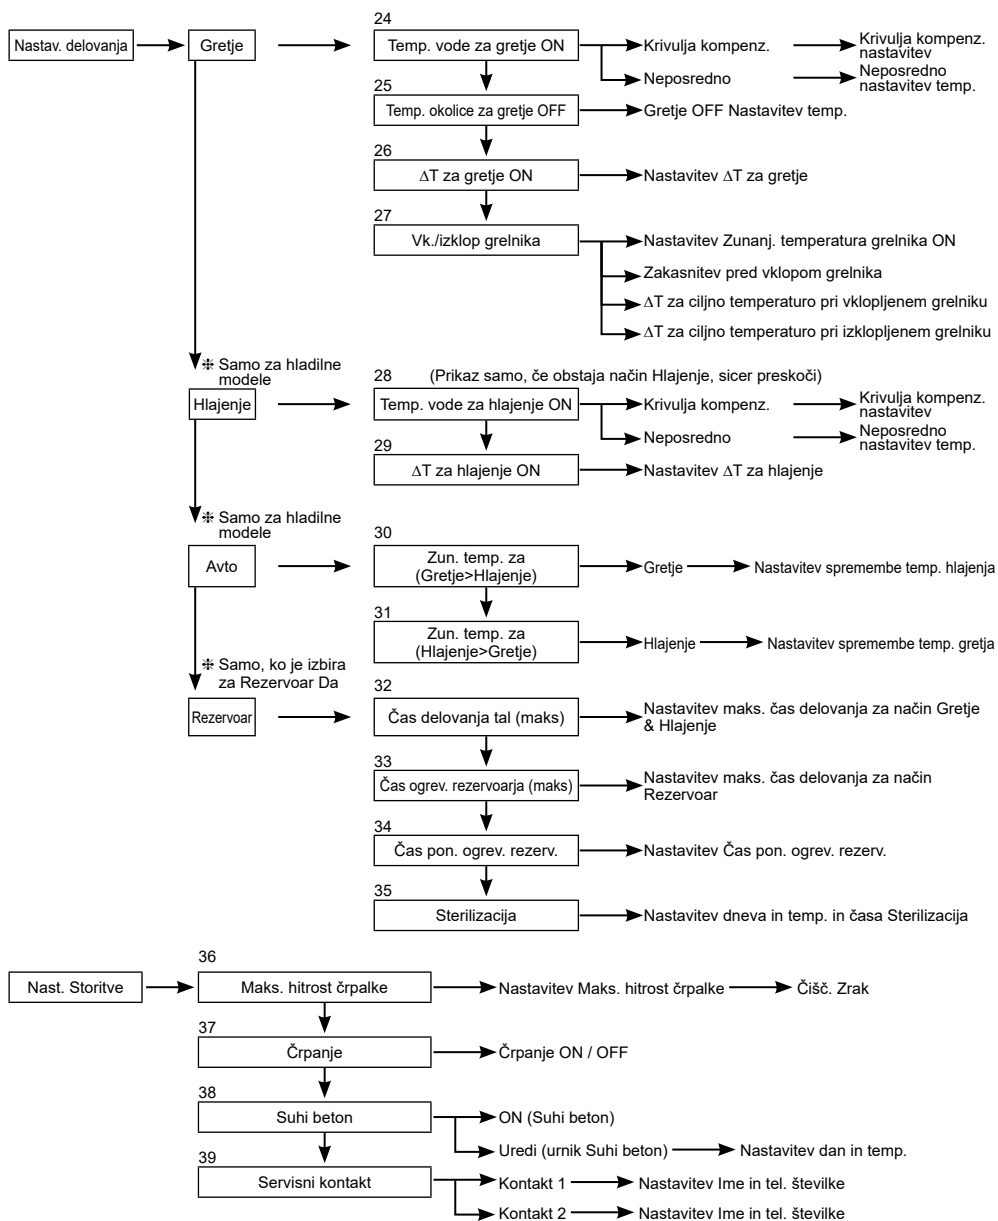 24
Nastav. delovanja
Gretje
Temp. vode za gretje ON
Krivulja kompenz.
Krivulja kompenz.
nastavitev
Neposredno
Neposredno
nastavitev temp.
25
Temp. okolice za gretje OFF
Gretje OFF Nastavitev temp.
26
∆T za gretje ON
Nastavitev ∆T za gretje
27
Vk./izklop grelnika
Nastavitev Zunanj. temperatura grelnika ON
Zakasnitev pred vklopom grelnika
∆T za ciljno temperaturo pri vklopljenem grelniku
∆T za ciljno temperaturo pri izklopljenem grelniku
❈ Samo za hladilne
modele
28
(Prikaz samo, če obstaja način Hlajenje, sicer preskoči)
Hlajenje
Temp. vode za hlajenje ON
Krivulja kompenz.
Krivulja kompenz.
nastavitev
Neposredno
Neposredno
nastavitev temp.
29
∆T za hlajenje ON
Nastavitev ∆T za hlajenje
❈ Samo za hladilne
modele
30
Avto
Zun. temp. za
(Gretje>Hlajenje)
Gretje
Nastavitev spremembe temp. hlajenja
31
Zun. temp. za
(Hlajenje>Gretje)
Hlajenje
Nastavitev spremembe temp. gretja
❈ Samo, ko je izbira
za Rezervoar Da
32
Rezervoar
Čas delovanja tal (maks)
Nastavitev maks. čas delovanja za način Gretje
& Hlajenje
33
Čas ogrev. rezervoarja (maks)
Nastavitev maks. čas delovanja za način
Rezervoar
34
Čas pon. ogrev. rezerv.
Nastavitev Čas pon. ogrev. rezerv.
35
Sterilizacija
Nastavitev dneva in temp. in časa Sterilizacija
36
Nast. Storitve
Maks. hitrost črpalke
Nastavitev Maks. hitrost črpalke
Čišč. Zrak
37
Črpanje
Črpanje ON / OFF
38
Suhi beton
ON (Suhi beton)
Uredi (urnik Suhi beton)
Nastavitev dan in temp.
39
Servisni kontakt
Kontakt 1
Nastavitev Ime in tel. številke
Kontakt 2
Nastavitev Ime in tel. številke